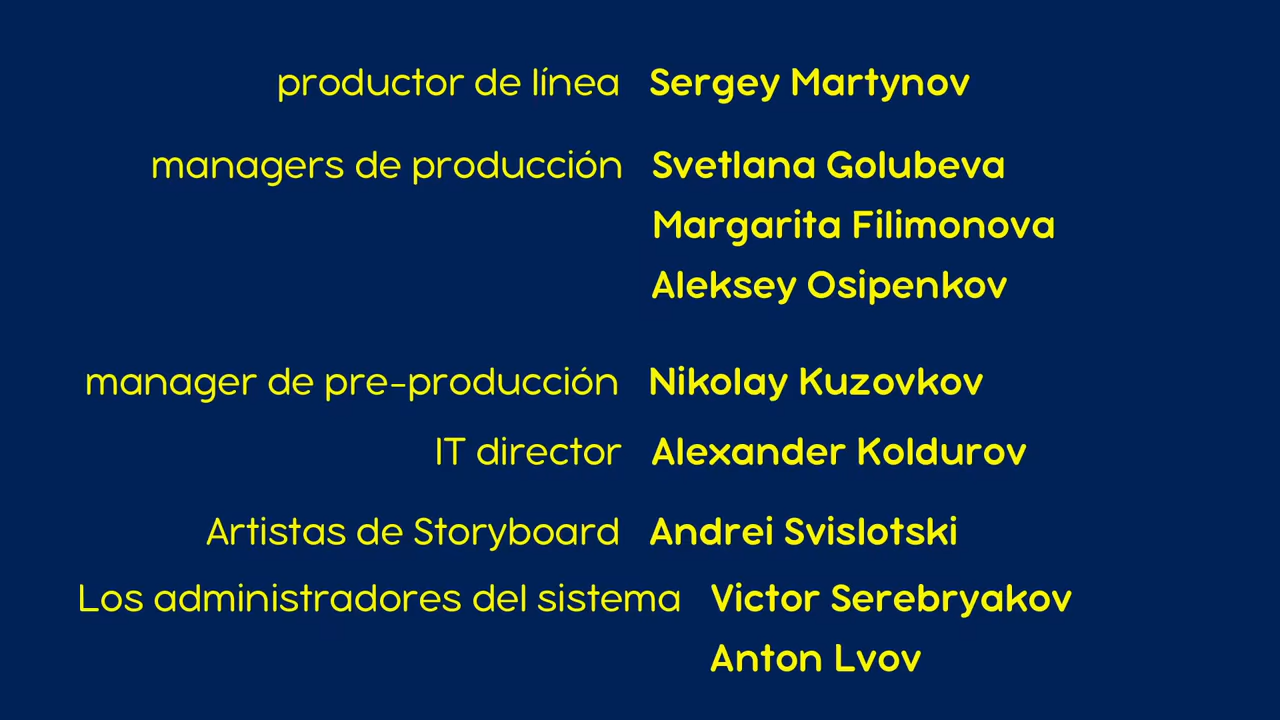 productor de línea Sergey Martynov
managers de producción Svetlana Golubeva
Margarita Filimonova
Aleksey Osipenkov
manager de pre-producción Nikolay Kuzovkov
IT director Alexander Koldurov
Artistas de Storyboard Andrei Svislotski
Los administradores del sistema Victor Serebryakov
Anton Lvov